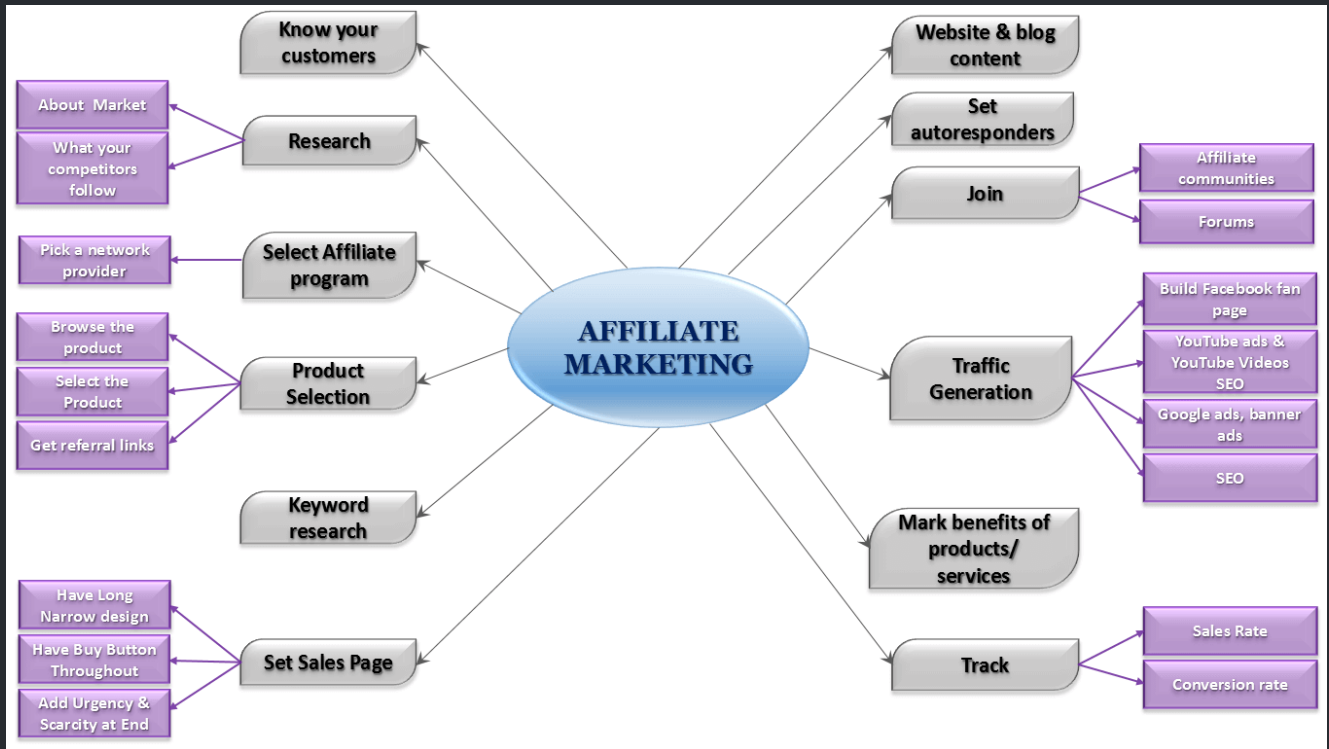 Know your
customers
About Market
What your
competitors
follow
Research
Pick a network
provider
Select Affiliate
program
Browse the
product
Select the
Product
Get referral links
Product
Selection
Keyword
research
Have Long
Narrow design
Have Buy Button
Throughout
Add Urgency &
Scarcity at End
Set Sales Page
AFFILIATE
MARKETING
Website & blog
content
Set
autoresponders
Join
Affiliate
communities
Forums
Traffic
Generation
Build Facebook fan
page
YouTube ads &
YouTube Videos
SEO
Google ads, banner
ads
SEO
Mark benefits of
products/
services
Track
Sales Rate
Conversion rate